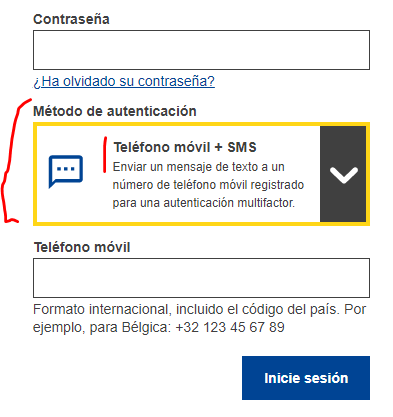 Contraseña
¿Ha olvidado su contraseña?
Método de autenticación
Teléfono móvil + SMS
Enviar un mensaje de texto a un
número de teléfono móvil registrado
para una autenticación multifactor.
Teléfono móvil
Formato internacional, incluido el código del país. Por
ejemplo, para Bélgica: +32 123 45 67 89
Inicie sesión